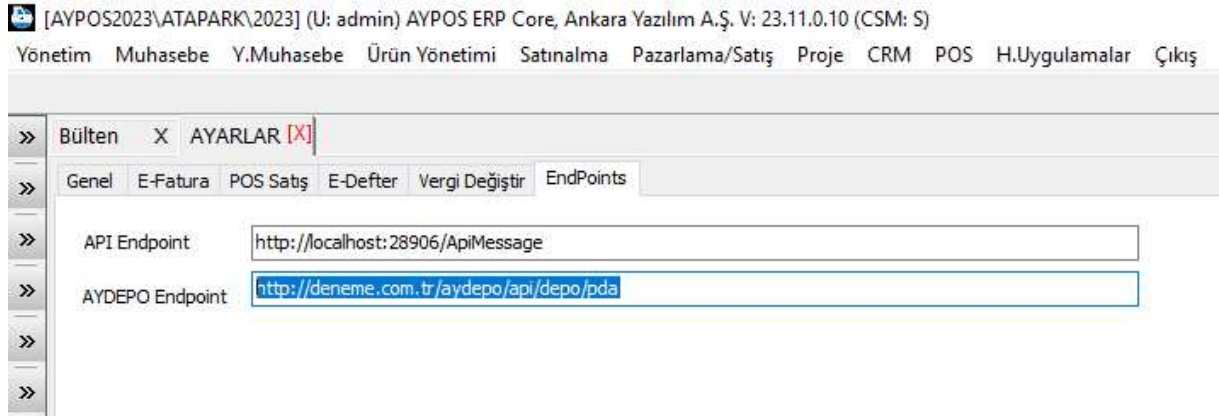 [AYPOS2023\ATAPARK\2023] (U: admin) AYPOS ERP Core, Ankara Yazılım A.Ş. V: 23.11.0.10 (CSM: S)
Yönetim Muhasebe Y.Muhasebe Ürün Yönetimi Satınalma Pazarlama/Satış Proje CRM POS H.Uygulamalar Çıkış
Bülten X AYARLAR [X]
Genel E-Fatura POS Satış E-Defter Vergi Değiştir EndPoints
API Endpoint http://localhost:28906/ApiMessage
AYDEPO Endpoint http://deneme.com.tr/aydepo/api/depo/pda